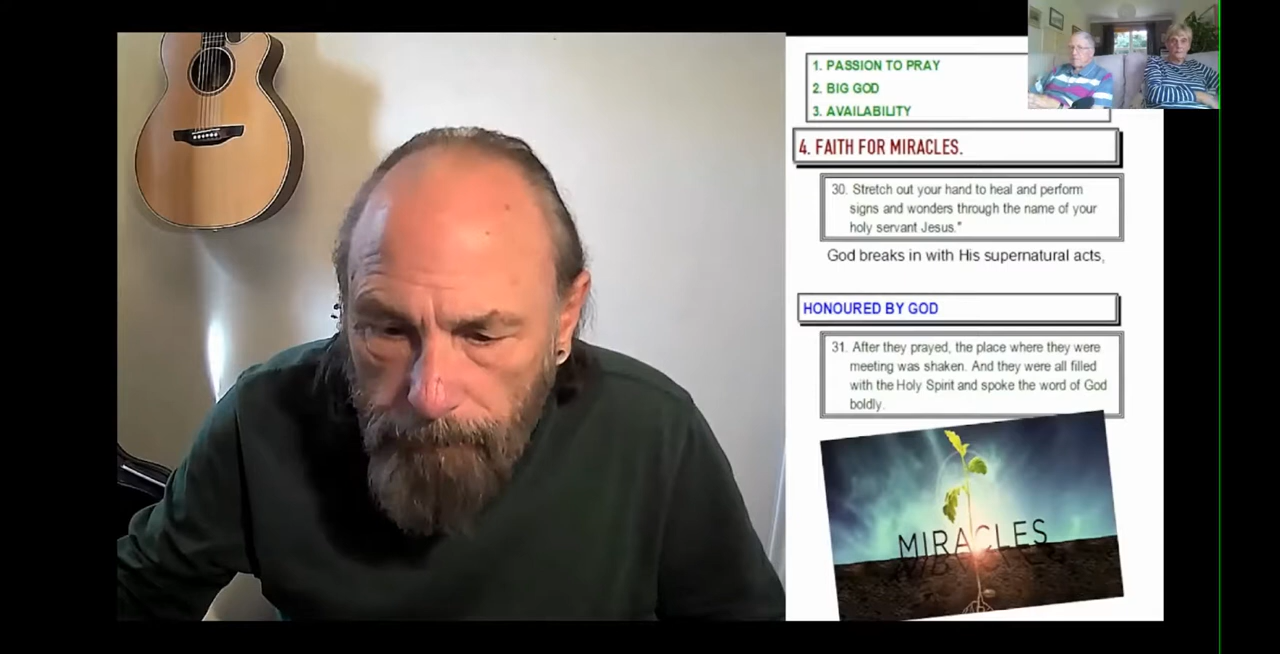 1. PASSION TO PRAY
2. BIG GOD
3. AVAILABILITY
4. FAITH FOR MIRACLES.
30. Stretch out your hand to heal and perform
signs and wonders through the name of your
holy servant Jesus."
God breaks in with His supernatural acts,
HONOURED BY GOD
31. After they prayed, the place where they were
meeting was shaken. And they were all filled
with the Holy Spirit and spoke the word of God
boldly.
MIRACLES